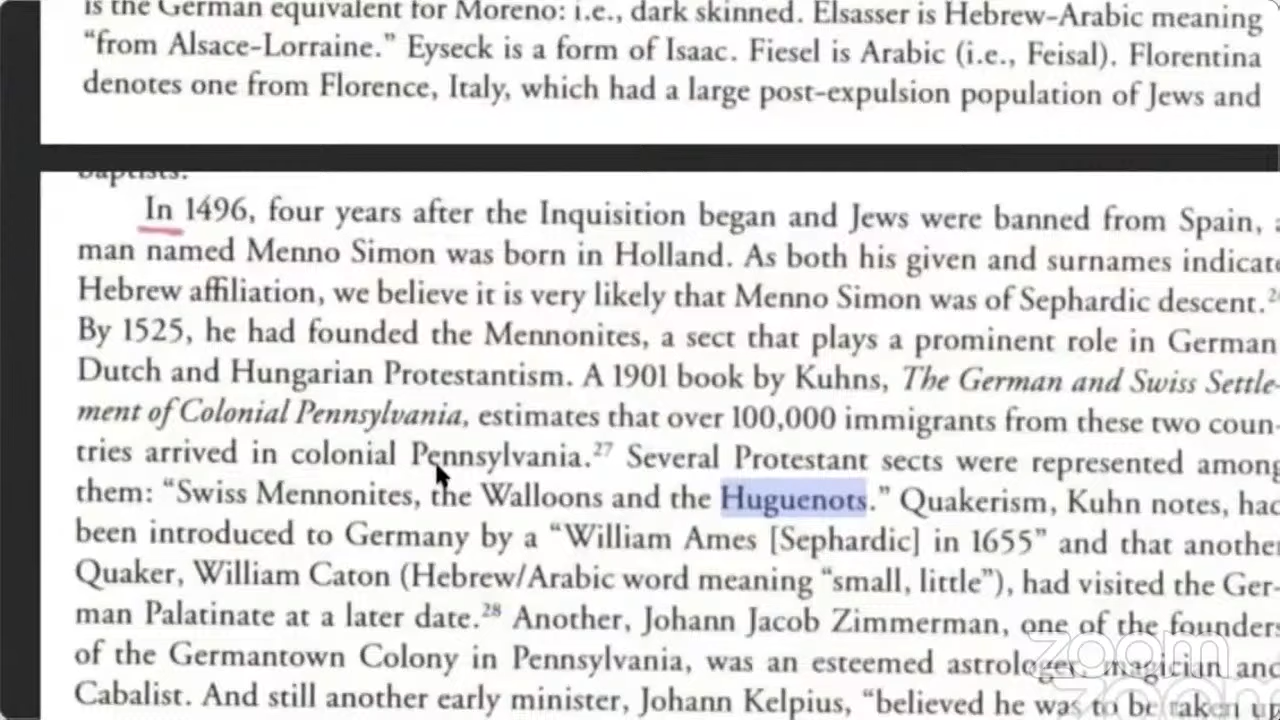 is the German equivalent for Moreno: i.e., dark skinned. Elsasser is Hebrew-Arabic meaning
“from Alsace-Lorraine.” Eyseck is a form of Isaac. Fiesel is Arabic (i.e., Feisal). Florentina
denotes one from Florence, Italy, which had a large post-expulsion population of Jews and
baptists.
In 1496, four years after the Inquisition began and Jews were banned from Spain,
man named Menno Simon was born in Holland. As both his given and surnames indicate
Hebrew affiliation, we believe it is very likely that Menno Simon was of Sephardic descent.
By 1525, he had founded the Mennonites, a sect that plays a prominent role in German
Dutch and Hungarian Protestantism. A 1901 book by Kuhns, The German and Swiss Settle-
ment of Colonial Pennsylvania, estimates that over 100,000 immigrants from these two coun-
tries arrived in colonial Pennsylvania.27 Several Protestant sects were represented among
them: “Swiss Mennonites, the Walloons and the Huguenots.” Quakerism, Kuhn notes, had
been introduced to Germany by a “William Ames [Sephardic] in 1655” and that another
Quaker, William Caton (Hebrew/Arabic word meaning “small, little”), had visited the Ger-
man Palatinate at a later date.28 Another, Johann Jacob Zimmerman, one of the founders
of the Germantown Colony in Pennsylvania, was an esteemed astrologer, magician and
Cabalist. And still another early minister, Johann Kelpius, “believed he was to be taken up
zoom
zoom